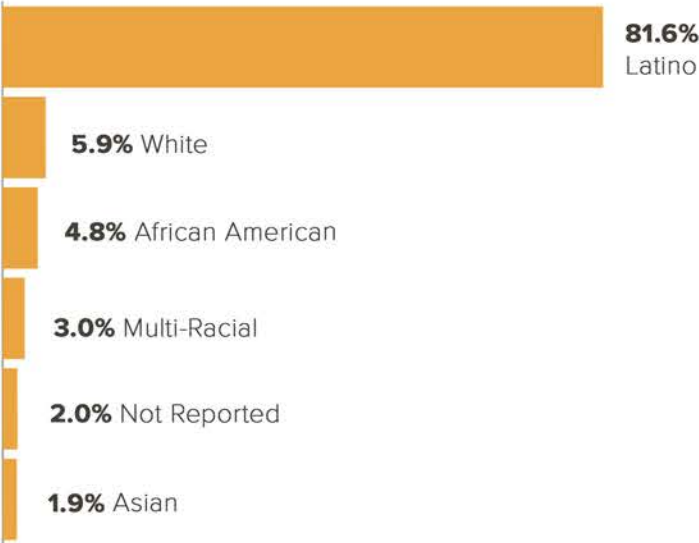 81.6%
Latino
5.9% White
4.8% African American
3.0% Multi-Racial
2.0% Not Reported
1.9% Asian